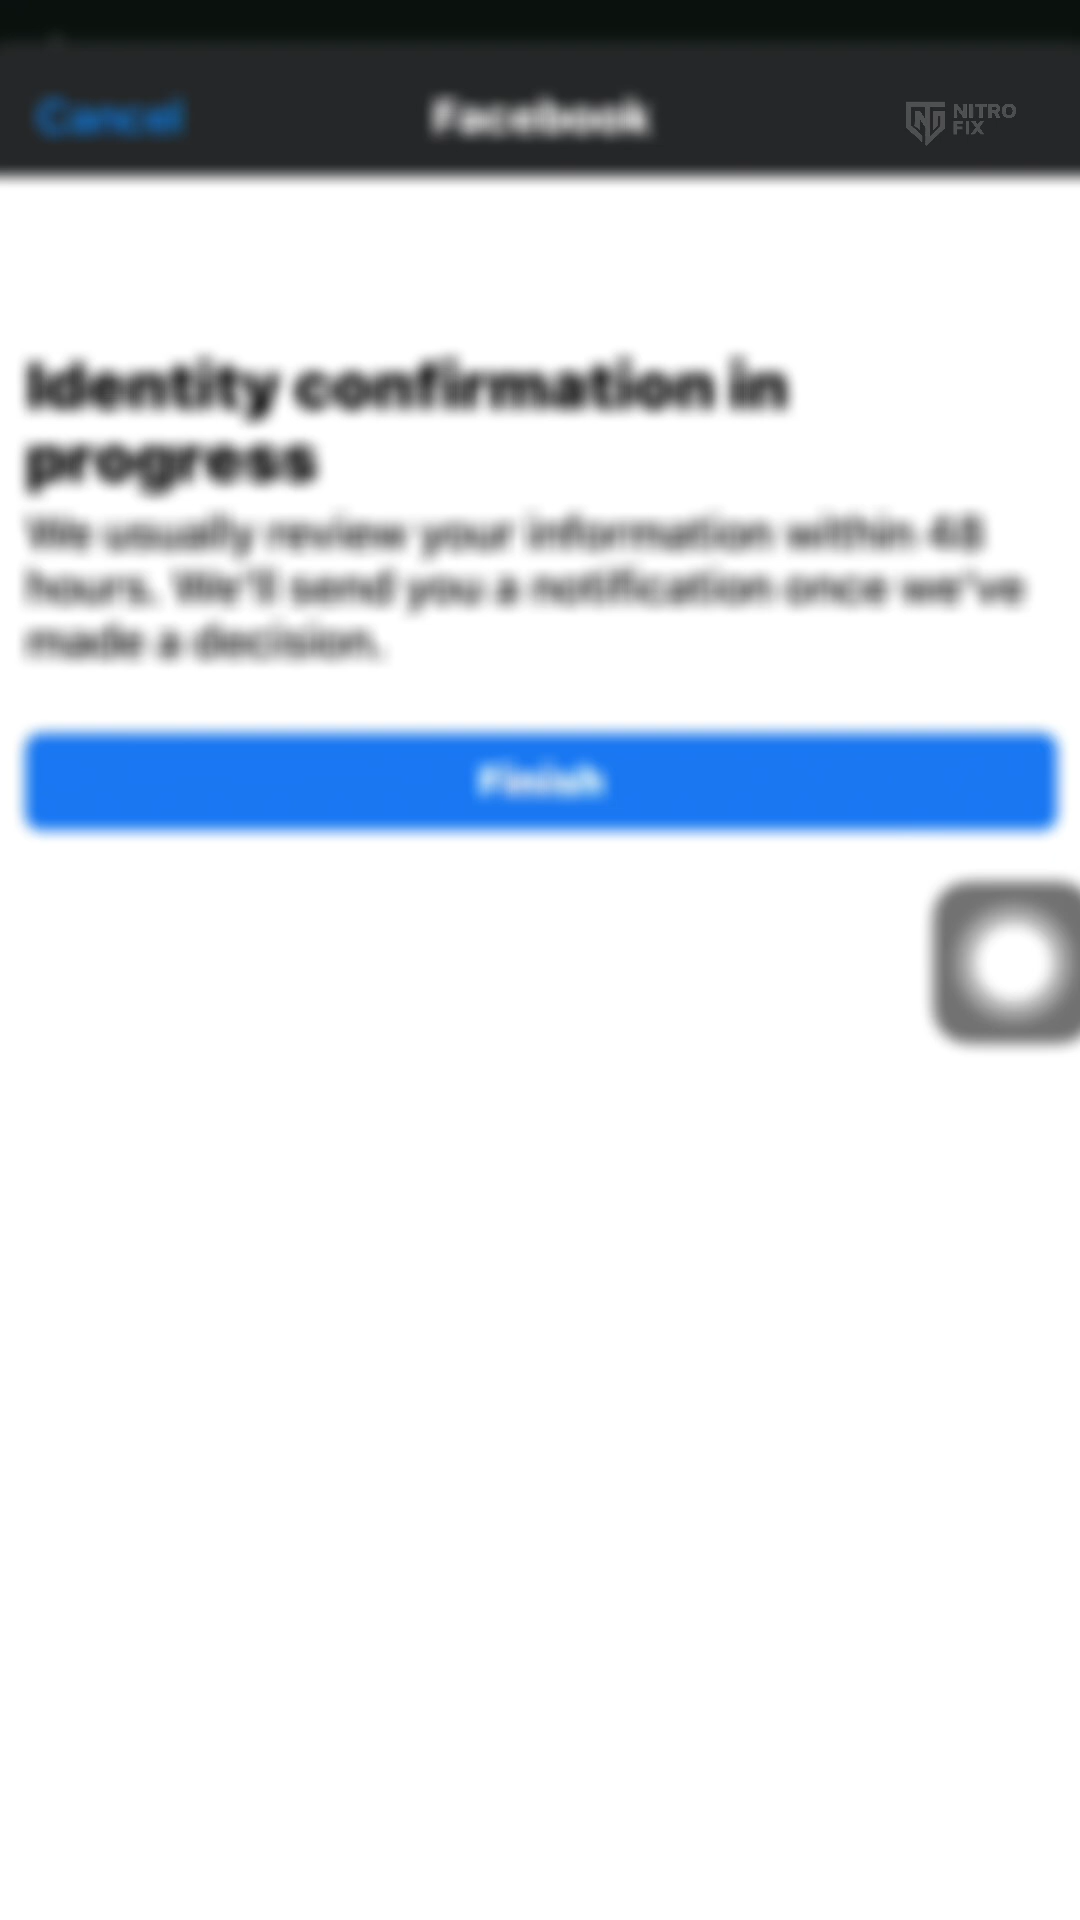 Cancel
Facebook
NITRO
FIX
Identity confirmation in
progress
We usually review your information within 48
hours. We'll send you a notification once we've
made a decision.
Finish